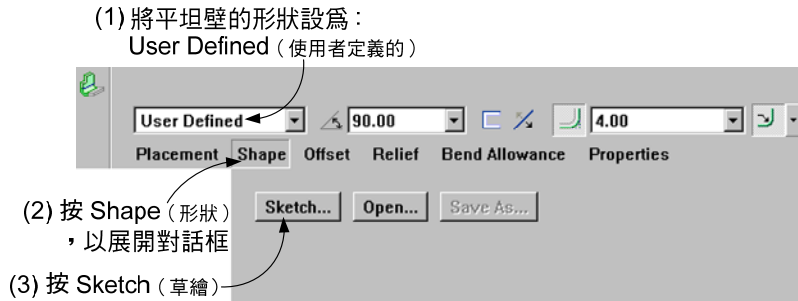 (1) 將平坦壁的形狀設為：
User Defined（使用者定義的）
User Defined 90.00 4.00
Placement Shape Offset Relief Bend Allowance Properties
(2) 按 Shape（形狀）
，以展開對話框
Sketch... Open... Save As...
(3) 按 Sketch（草繪）